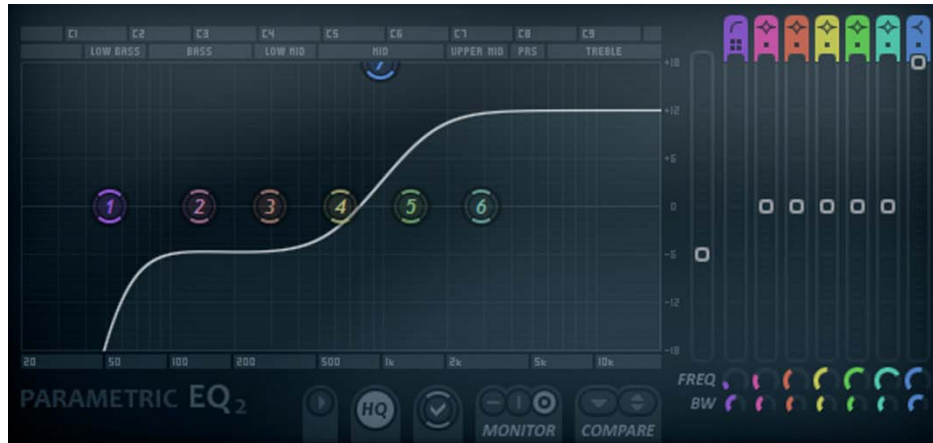 C1 C2 C3 C4 C5 C6 C7 C8 C9
LOW BASS BASS LOW MID MID UPPER MID PRS TREBLE
+18
+12
+6
0
-6
-12
-18
1 2 3 4 5 6 7
20 50 100 200 500 1k 2k 5k 10k
FREQ
BW
PARAMETRIC EQ2
HQ
MONITOR COMPARE